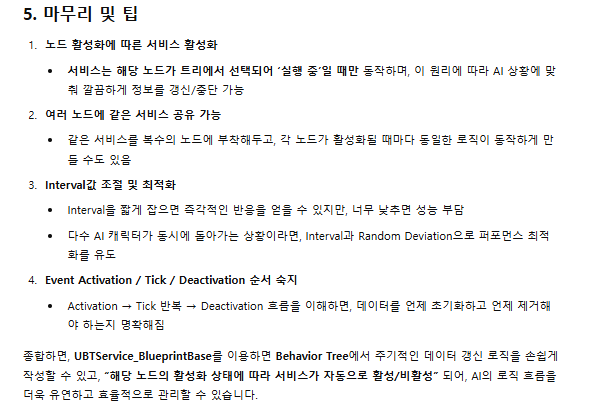 5. 마무리 및 팁
1. 노드 활성화에 따른 서비스 활성화
• 서비스는 해당 노드가 트리에서 선택되어 ‘실행 중’일 때만 동작하며, 이 원리에 따라 AI 상황에 맞
춰 깔끔하게 정보를 갱신/중단 가능
2. 여러 노드에 같은 서비스 공유 가능
• 같은 서비스를 복수의 노드에 부착해두고, 각 노드가 활성화될 때마다 동일한 로직이 동작하게 만
들 수도 있음
3. Interval값 조절 및 최적화
• Interval을 짧게 잡으면 즉각적인 반응을 얻을 수 있지만, 너무 낮추면 성능 부담
• 다수 AI 캐릭터가 동시에 돌아가는 상황이라면, Interval과 Random Deviation으로 퍼포먼스 최적
화를 유도
4. Event Activation / Tick / Deactivation 순서 숙지
• Activation → Tick 반복 → Deactivation 흐름을 이해하면, 데이터를 언제 초기화하고 언제 제거해
야 하는지 명확해짐
종합하면, UBTService_BlueprintBase를 이용하면 Behavior Tree에서 주기적인 데이터 갱신 로직을 손쉽게
작성할 수 있고, “해당 노드의 활성화 상태에 따라 서비스가 자동으로 활성/비활성” 되어, AI의 로직 흐름을
더욱 유연하고 효율적으로 관리할 수 있습니다.